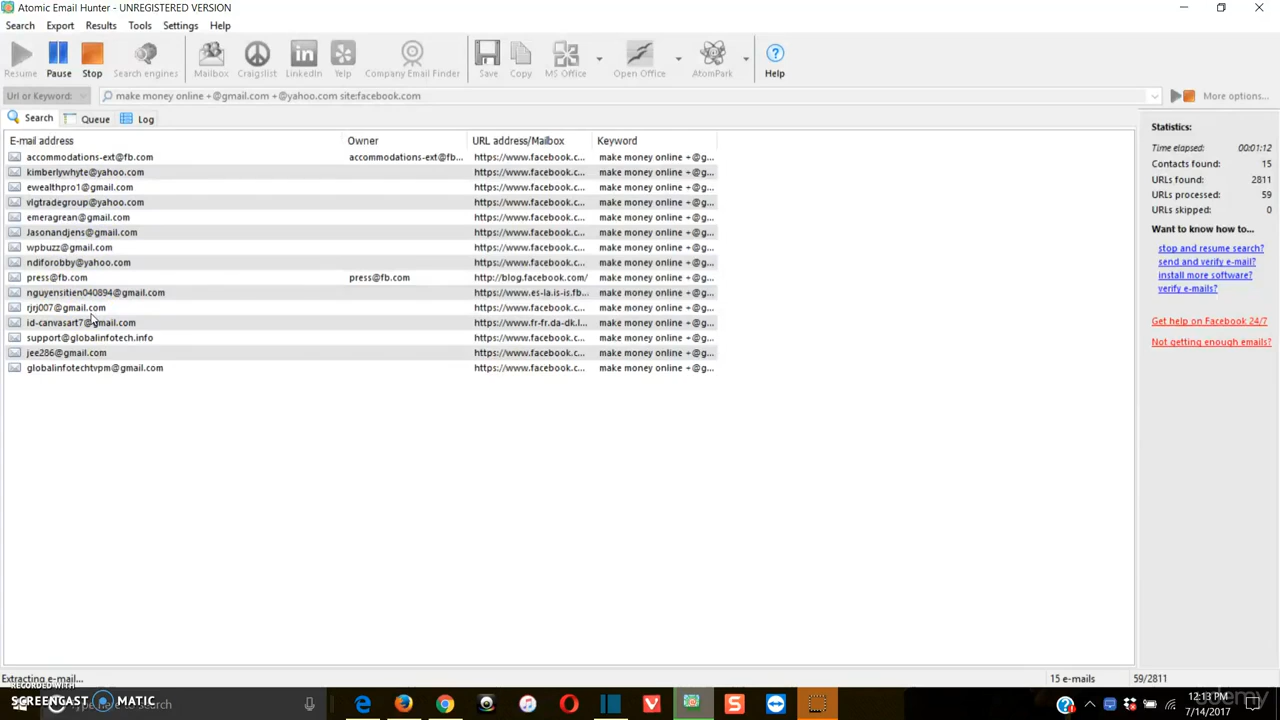 Atomic Email Hunter - UNREGISTERED VERSION
Search Export Results Tools Settings Help
Resume Pause Stop Search engines Mailbox Craigslist LinkedIn Yelp Company Email Finder Save Copy MS Office Open Office AtomPark Help
Url or Keyword: make money online +@gmail.com +@yahoo.com site:facebook.com More options...
Search Queue Log
E-mail address Owner URL address/Mailbox Keyword
accommodations-ext@fb.com accommodations-ext@fb... https://www.facebook.c... make money online +@g...
kimberlywhyte@yahoo.com https://www.facebook.c... make money online +@g...
ewealthpro1@gmail.com https://www.facebook.c... make money online +@g...
vlgtradegroup@yahoo.com https://www.facebook.c... make money online +@g...
emeragrean@gmail.com https://www.facebook.c... make money online +@g...
Jasonandjens@gmail.com https://www.facebook.c... make money online +@g...
wpbuzz@gmail.com https://www.facebook.c... make money online +@g...
ndiforobby@yahoo.com https://www.facebook.c... make money online +@g...
press@fb.com press@fb.com http://blog.facebook.com/ make money online +@g...
nguyensitien040894@gmail.com https://www.es-la.is-is.fb... make money online +@g...
rjrj007@gmail.com https://www.facebook.c... make money online +@g...
id-canvasart7@gmail.com https://www.fr-fr.da-dk.l... make money online +@g...
support@globalinfotech.info https://www.facebook.c... make money online +@g...
jee286@gmail.com https://www.facebook.c... make money online +@g...
globalinfotechtvpm@gmail.com https://www.facebook.c... make money online +@g...
Statistics:
Time elapsed: 00:01:12
Contacts found: 15
URLs found: 2811
URLs processed: 59
URLs skipped: 0
Want to know how to...
stop and resume search?
send and verify e-mail?
install more software?
verify e-mails?
Get help on Facebook 24/7
Not getting enough emails?
Extracting e-mail... 15 e-mails 59/2811
RECORDED WITH
SCREENCAST MATIC
Type here to search
12:13 PM
7/14/2017
Udemy